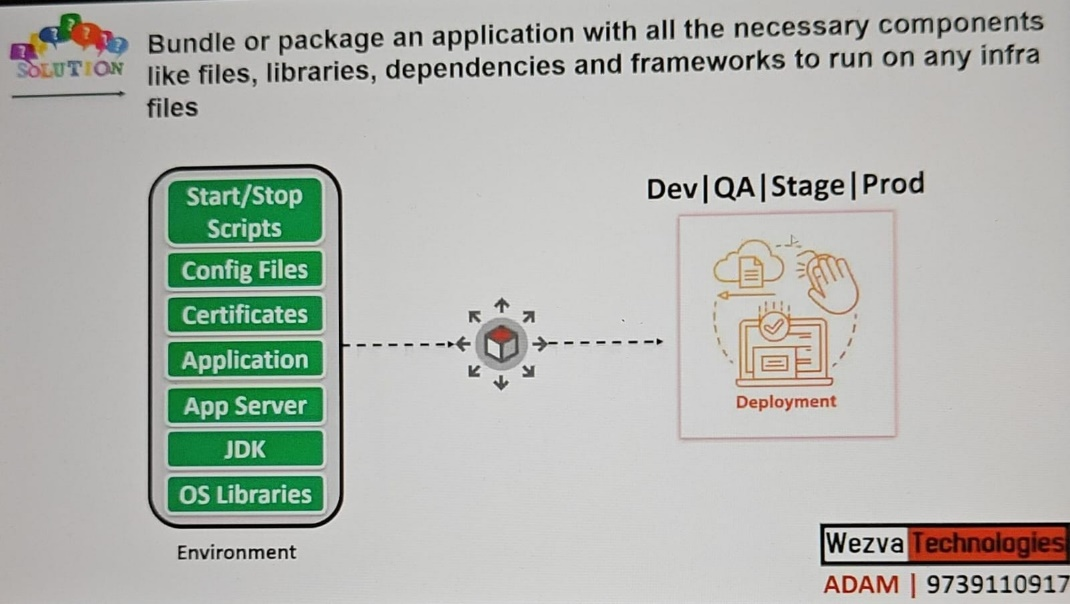 SOLUTION
Bundle or package an application with all the necessary components
like files, libraries, dependencies and frameworks to run on any infra
files
Start/Stop
Scripts
Config Files
Certificates
Application
App Server
JDK
OS Libraries
Environment
Dev|QA|Stage|Prod
Deployment
Wezva Technologies
ADAM | 9739110917